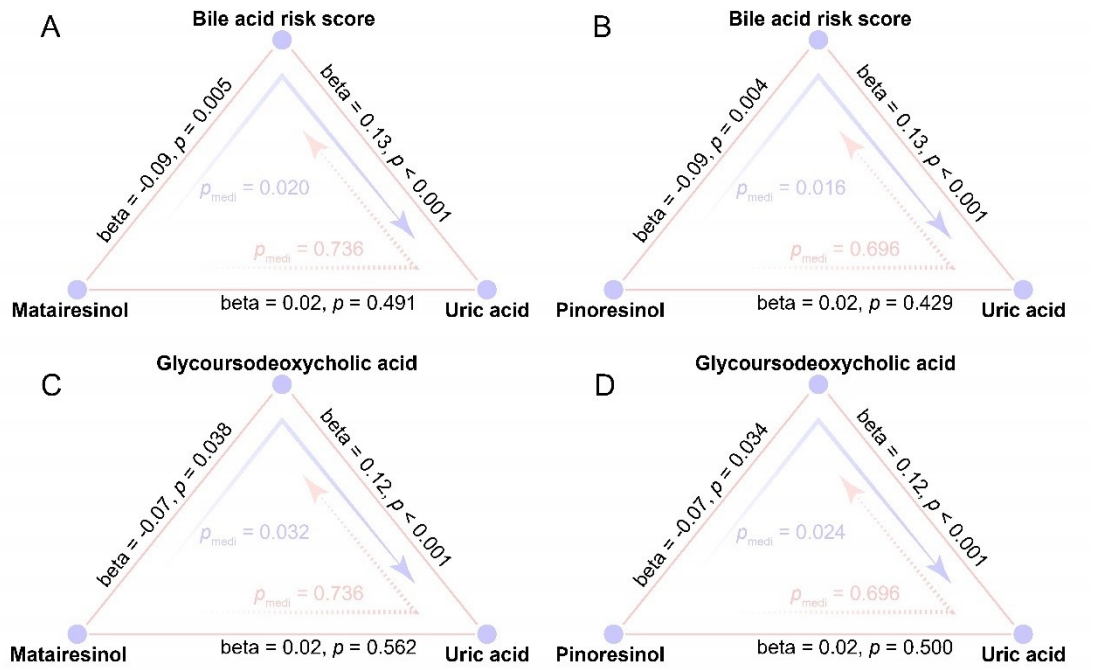 A
Bile acid risk score
beta = -0.09, p = 0.005
beta = 0.13, p < 0.001
pmedi = 0.020
pmedi = 0.736
Matairesinol
beta = 0.02, p = 0.491
Uric acid
B
Bile acid risk score
beta = -0.09, p = 0.004
beta = 0.13, p < 0.001
pmedi = 0.016
pmedi = 0.696
Pinoresinol
beta = 0.02, p = 0.429
Uric acid
C
Glycoursodeoxycholic acid
beta = -0.07, p = 0.038
beta = 0.12, p < 0.001
pmedi = 0.032
pmedi = 0.736
Matairesinol
beta = 0.02, p = 0.562
Uric acid
D
Glycoursodeoxycholic acid
beta = -0.07, p = 0.034
beta = 0.12, p < 0.001
pmedi = 0.024
pmedi = 0.696
Pinoresinol
beta = 0.02, p = 0.500
Uric acid